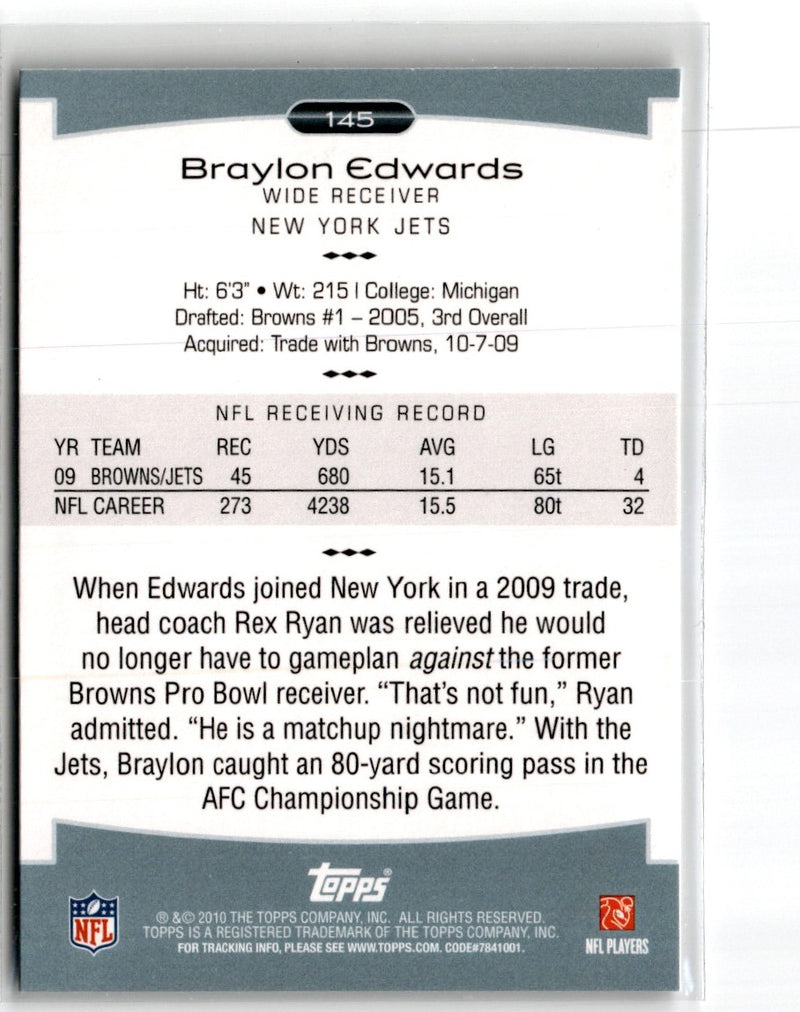 145
Braylon Edwards
WIDE RECEIVER
NEW YORK JETS
Ht: 6'3" • Wt: 215 | College: Michigan
Drafted: Browns #1 – 2005, 3rd Overall
Acquired: Trade with Browns, 10-7-09
NFL RECEIVING RECORD
YR TEAM REC YDS AVG LG TD
09 BROWNS/JETS 45 680 15.1 65t 4
NFL CAREER 273 4238 15.5 80t 32
When Edwards joined New York in a 2009 trade,
head coach Rex Ryan was relieved he would
no longer have to gameplan against the former
Browns Pro Bowl receiver. “That’s not fun,” Ryan
admitted. “He is a matchup nightmare.” With the
Jets, Braylon caught an 80-yard scoring pass in the
AFC Championship Game.
topps®
® &© 2010 THE TOPPS COMPANY, INC. ALL RIGHTS RESERVED.
TOPPS IS A REGISTERED TRADEMARK OF THE TOPPS COMPANY, INC.
FOR TRACKING INFO, PLEASE SEE WWW.TOPPS.COM. CODE#7841001.
NFL
NFL PLAYERS